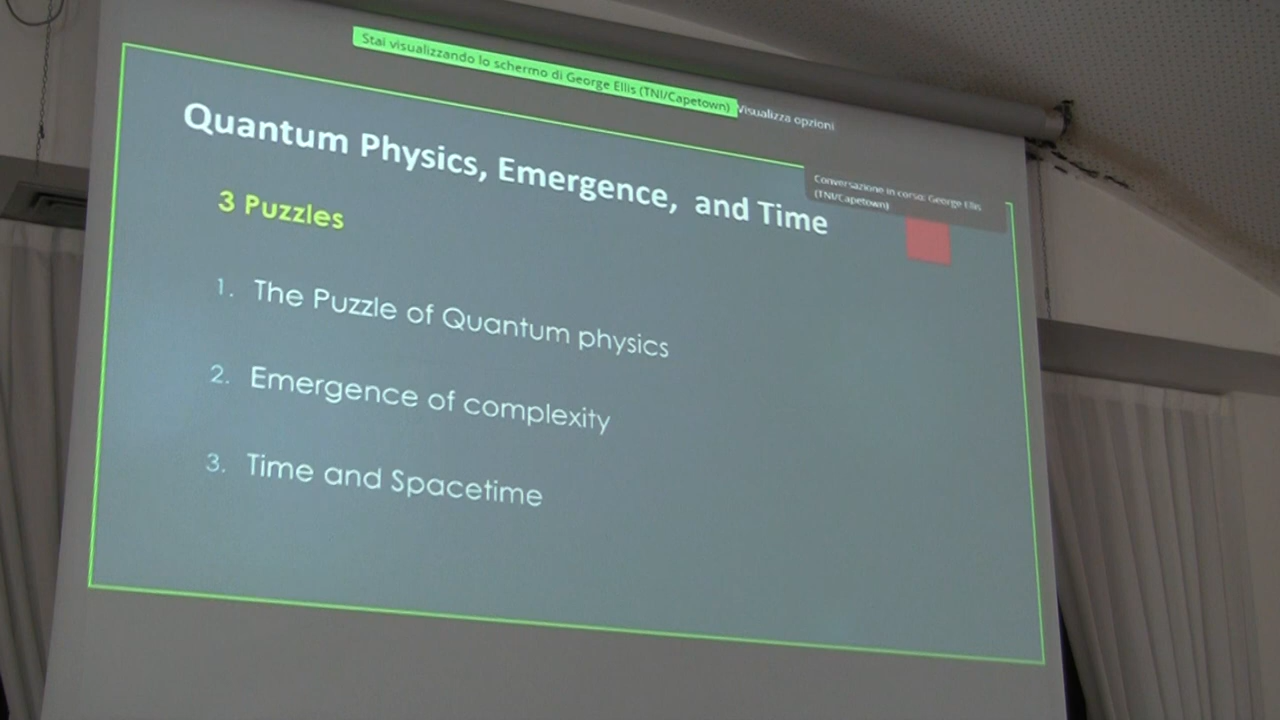 Stai visualizzando lo schermo di George Ellis (TNI/Capetown)
Visualizza opzioni
Conversazione in corso: George Ellis
(TNI/Capetown)
Quantum Physics, Emergence, and Time
3 Puzzles
1. The Puzzle of Quantum physics
2. Emergence of complexity
3. Time and Spacetime